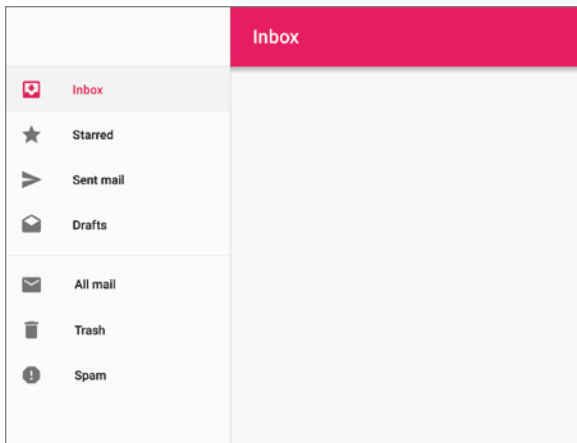 Inbox
Inbox
Starred
Sent mail
Drafts
All mail
Trash
Spam